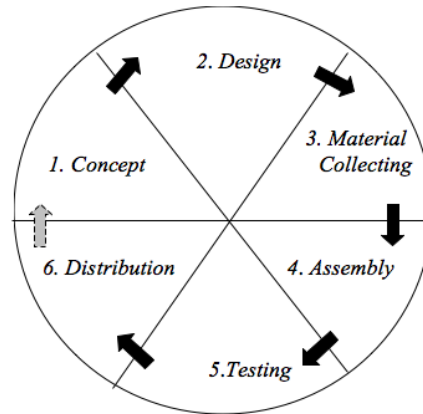 1. Concept
2. Design
3. Material
Collecting
4. Assembly
5.Testing
6. Distribution